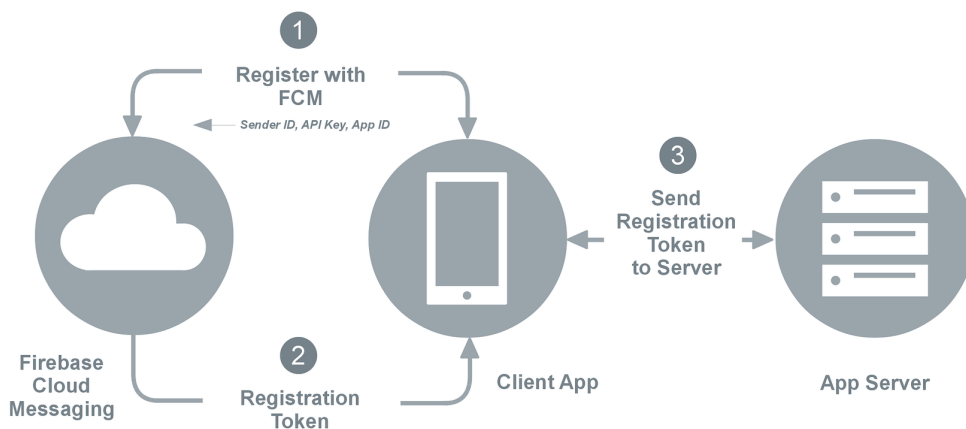 1
Register with
FCM
Sender ID, API Key, App ID
3
Send
Registration
Token
to Server
Firebase
Cloud
Messaging
2
Registration
Token
Client App
App Server